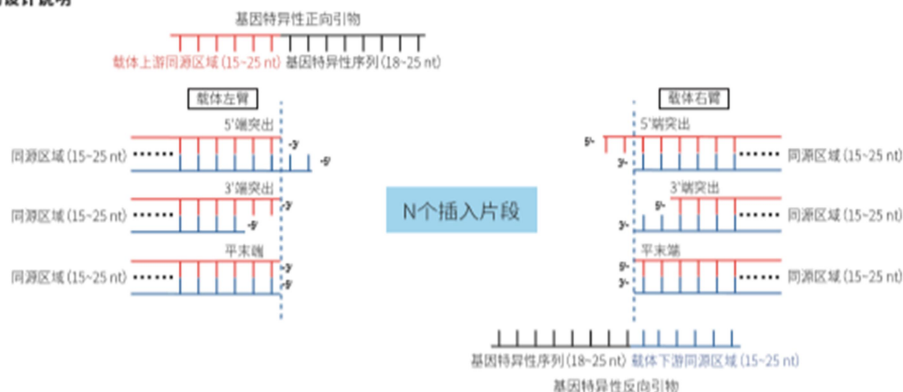 设计说明
基因特异性正向引物
载体上游同源区域(15~25 nt) 基因特异性序列(18~25 nt)
载体左臂
载体右臂
5'端突出
5'端突出
-3'
-5'
5'-
3'-
同源区域(15~25 nt)
同源区域(15~25 nt)
3'端突出
3'端突出
-3'
-5'
5'-
3'-
同源区域(15~25 nt)
同源区域(15~25 nt)
N个插入片段
平末端
平末端
-3'
-5'
5'-
3'-
同源区域(15~25 nt)
同源区域(15~25 nt)
基因特异性序列(18~25 nt) 载体下游同源区域(15~25 nt)
基因特异性反向引物